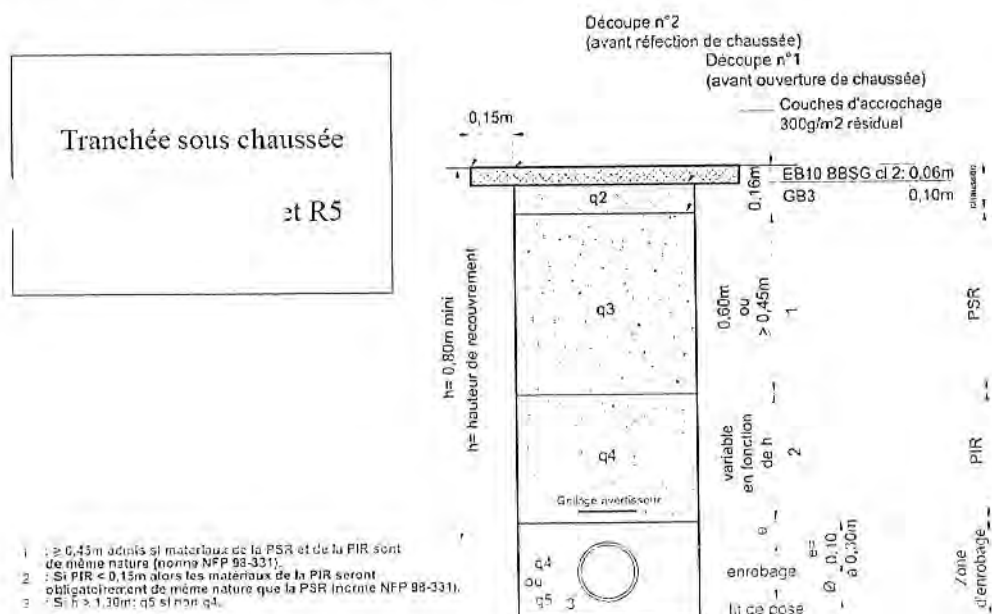 Découpe n°2
(avant réfection de chaussée)
Découpe n°1
(avant ouverture de chaussée)
Couches d'accrochage
300g/m2 résiduel
Tranchée sous chaussée
et R5
0,15m
0,16m
EB10 BBSG cl 2: 0,06m
GB3 0,10m
chaussée
q2
h= 0,80m mini
h= hauteur de recouvrement
q3
0,60m
ou
> 0,45m
1
PSR
q4
variable
en fonction
de h
2
PIR
Grillage avertisseur
q4
ou
q5
3
e
enrobage
Ø
e=
0,10
à 0,30m
lit de pose
Zone
d'enrobage
1 : ≥ 0,45m admis si matériaux de la PSR et de la PIR sont
de même nature (norme NFP 98-331).
2 : Si PIR < 0,15m alors les matériaux de la PIR seront
obligatoirement de même nature que la PSR (norme NFP 98-331).
3 : Si h > 1,30m: q5 si non q4.